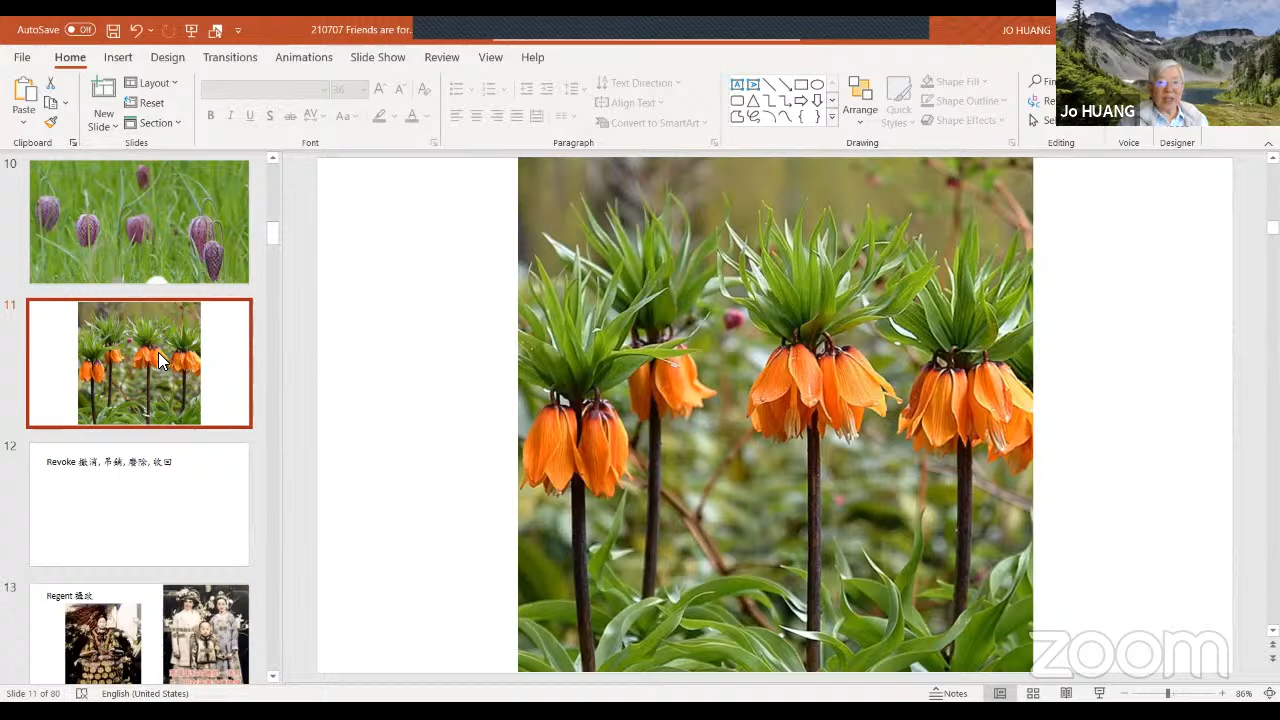 AutoSave Off 210707 Friends are for.. JO HUANG
File Home Insert Design Transitions Animations Slide Show Review View Help
Paste New Slide Layout Reset Section 36 Aa Text Direction Align Text Convert to SmartArt Arrange Quick Styles Shape Fill Shape Outline Shape Effects
Clipboard Slides Font Paragraph Drawing Editing Voice Designer
Jo HUANG
10
11
12
Revoke 撤消, 吊銷, 廢除, 收回
13
Regent 攝政
zoom
Slide 11 of 80 English (United States) Notes 86%